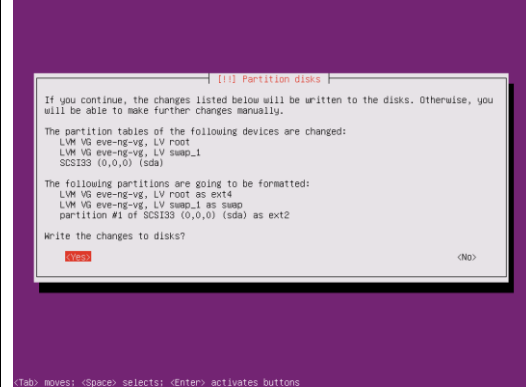 [!!] Partition disks
If you continue, the changes listed below will be written to the disks. Otherwise, you
will be able to make further changes manually.
The partition tables of the following devices are changed:
LVM VG eve-ng-vg, LV root
LVM VG eve-ng-vg, LV swap_1
SCSI33 (0,0,0) (sda)
The following partitions are going to be formatted:
LVM VG eve-ng-vg, LV root as ext4
LVM VG eve-ng-vg, LV swap_1 as swap
partition #1 of SCSI33 (0,0,0) (sda) as ext2
Write the changes to disks?
<Yes> <No>
<Tab> moves; <Space> selects; <Enter> activates buttons